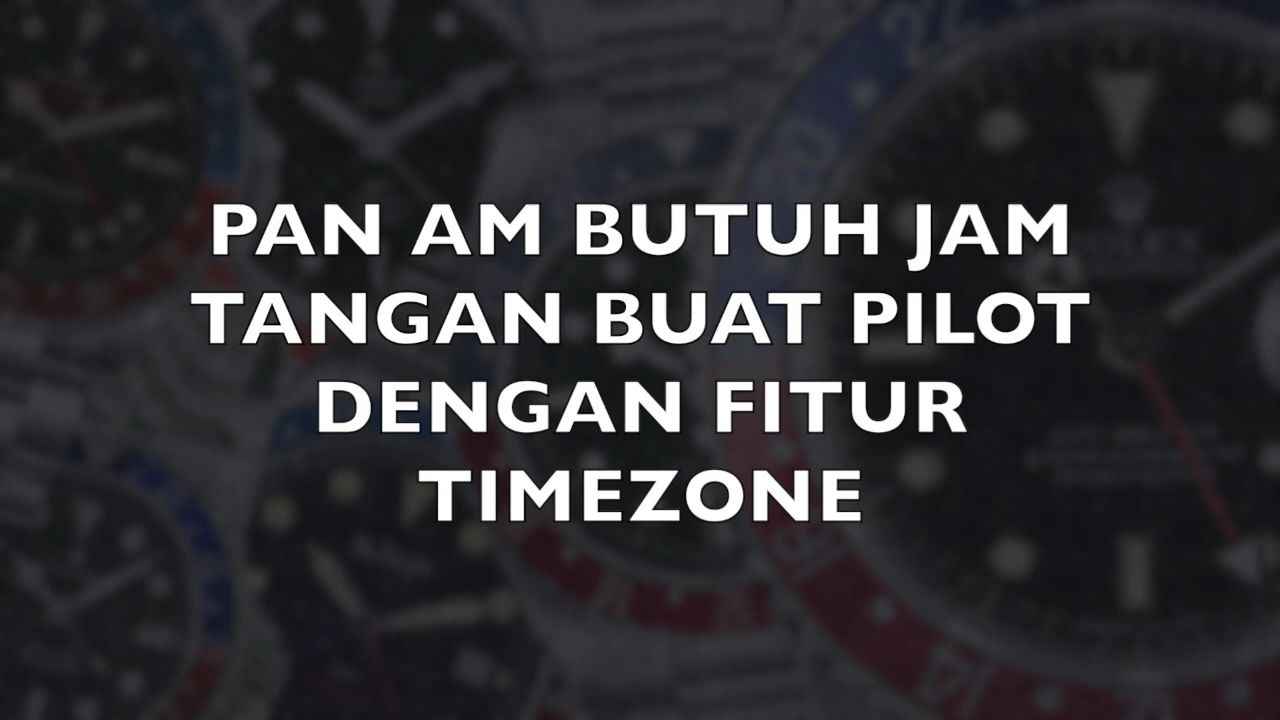 PAN AM BUTUH JAM
TANGAN BUAT PILOT
DENGAN FITUR
TIMEZONE